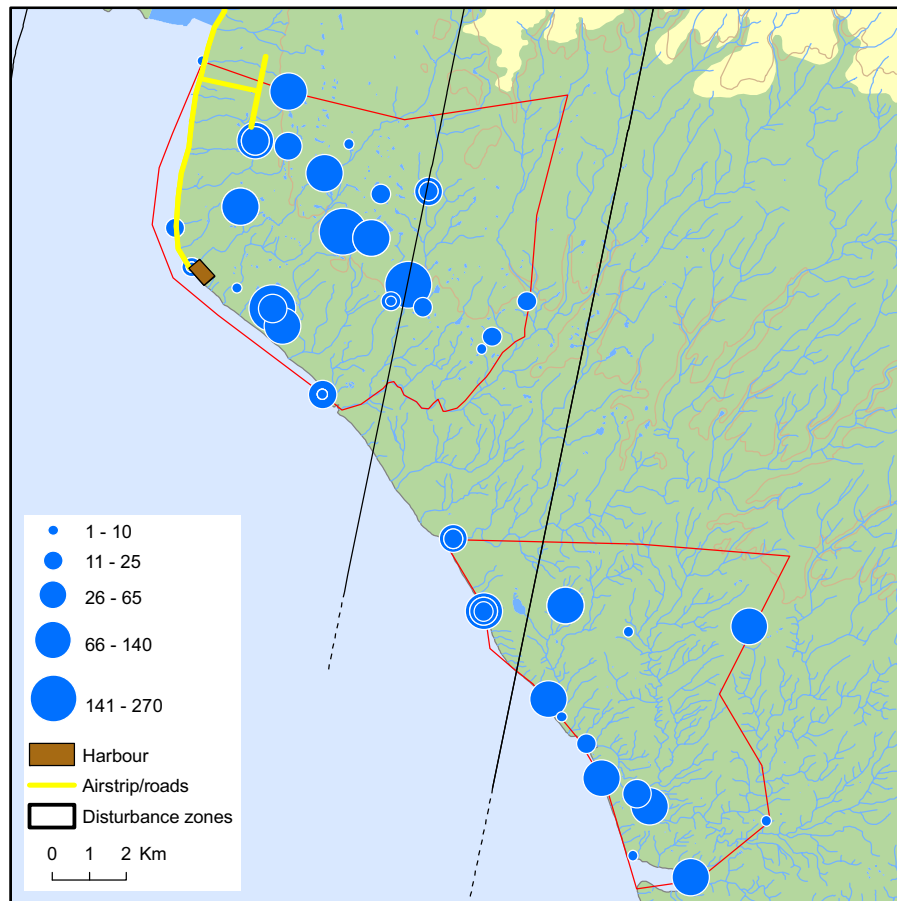 1 - 10
11 - 25
26 - 65
66 - 140
141 - 270
Harbour
Airstrip/roads
Disturbance zones
0 1 2 Km